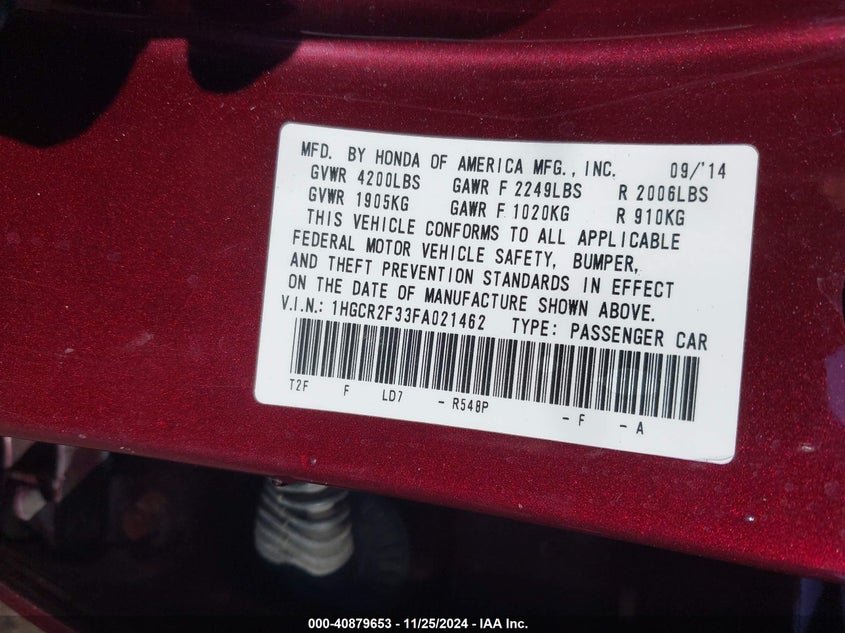 MFD. BY HONDA OF AMERICA MFG., INC. 09/'14
GVWR 4200LBS GAWR F 2249LBS R 2006LBS
GVWR 1905KG GAWR F 1020KG R 910KG
THIS VEHICLE CONFORMS TO ALL APPLICABLE
FEDERAL MOTOR VEHICLE SAFETY, BUMPER,
AND THEFT PREVENTION STANDARDS IN EFFECT
ON THE DATE OF MANUFACTURE SHOWN ABOVE.
V.I.N.: 1HGCR2F33FA021462 TYPE: PASSENGER CAR
T2F F LD7 - R548P - F - A
000-40879653 - 11/25/2024 - IAA Inc.